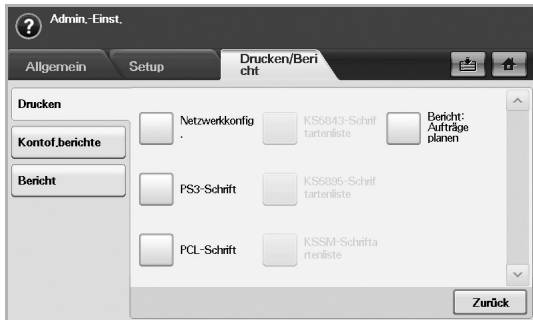 ?
Admin.-Einst.
Allgemein
Setup
Drucken/Beri
cht
Drucken
Kontof.berichte
Bericht
Netzwerkkonfig
.
KS5843-Schrif
tartenliste
Bericht:
Aufträge
planen
PS3-Schrift
KS5895-Schrif
tartenliste
PCL-Schrift
KSSM-Schrifta
rtenliste
Zurück